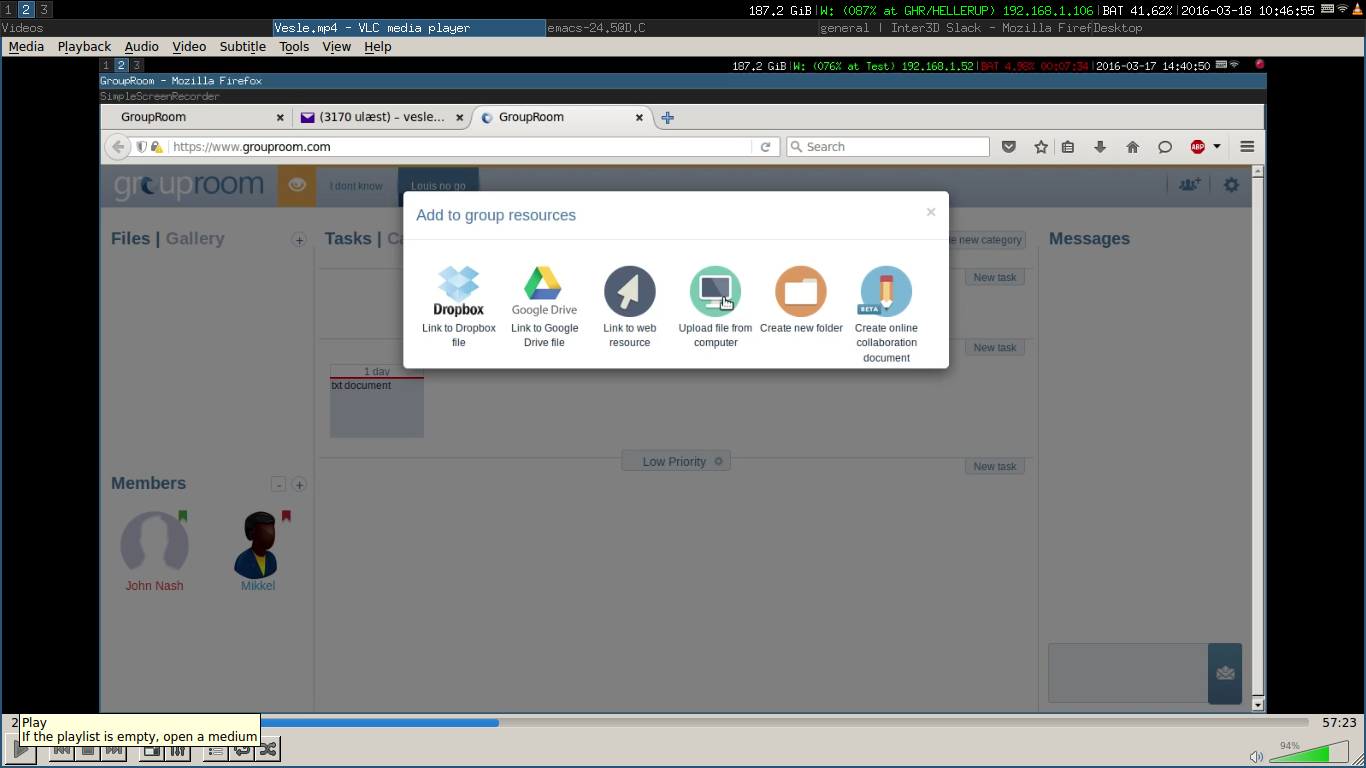 1 2 3
187.2 GiB|W: (087% at GHR/HELLERUP) 192.168.1.106|BAT 41.62%|2016-03-18 10:46:55
Videos
Vesle.mp4 - VLC media player
emacs-24.5@D.C
general | Inter3D Slack - Mozilla Firef
Desktop
Media Playback Audio Video Subtitle Tools View Help
1 2 3
187.2 GiB|W: (076% at Test) 192.168.1.52|BAT 4.98% 00:07:34|2016-03-17 14:40:50
GroupRoom - Mozilla Firefox
SimpleScreenRecorder
GroupRoom × (3170 ulæst) – vesle... × GroupRoom ×
https://www.grouproom.com
Search
ABP
grouproom
I dont know
Louis no go
Add to group resources
×
Files | Gallery +
Tasks | Ca
e new category
Messages
New task
Dropbox
Google Drive
BETA
Link to Dropbox file
Link to Google Drive file
Link to web resource
Upload file from computer
Create new folder
Create online collaboration document
New task
1 day
txt document
Low Priority
New task
Members - +
John Nash
Mikkel
2
57:23
Play
If the playlist is empty, open a medium
94%